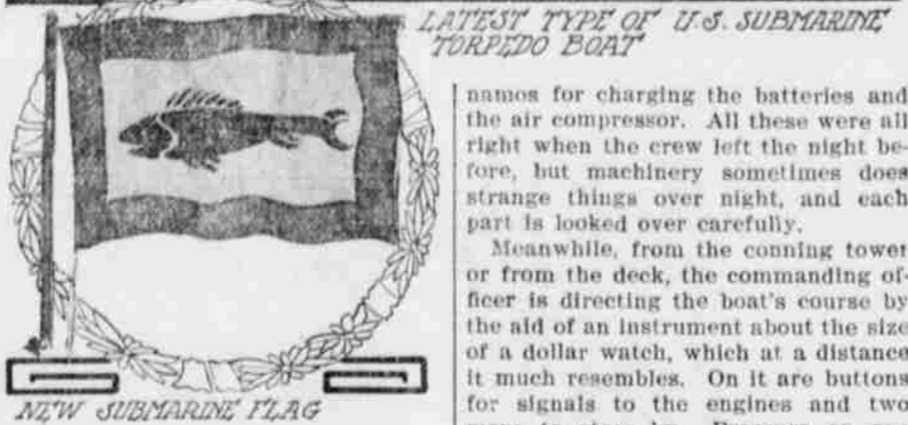 LATEST TYPE OF U.S. SUBMARINE
TORPEDO BOAT
NEW SUBMARINE FLAG
namos for charging the batteries and
the air compressor. All these were all
right when the crew left the night be-
fore, but machinery sometimes does
strange things over night, and each
part is looked over carefully.
Meanwhile, from the conning tower
or from the deck, the commanding of-
ficer is directing the boat's course by
the aid of an instrument about the size
of a dollar watch, which at a distance
it much resembles. On it are buttons
for signals to the engines and two